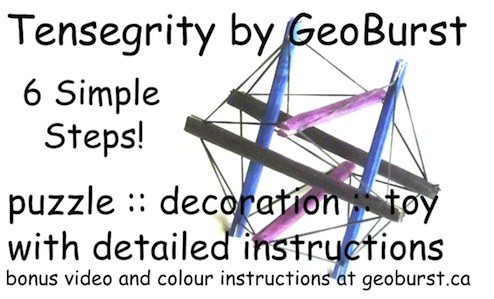 Tensegrity by GeoBurst
6 Simple
Steps!
puzzle :: decoration :: toy
with detailed instructions
bonus video and colour instructions at geoburst.ca